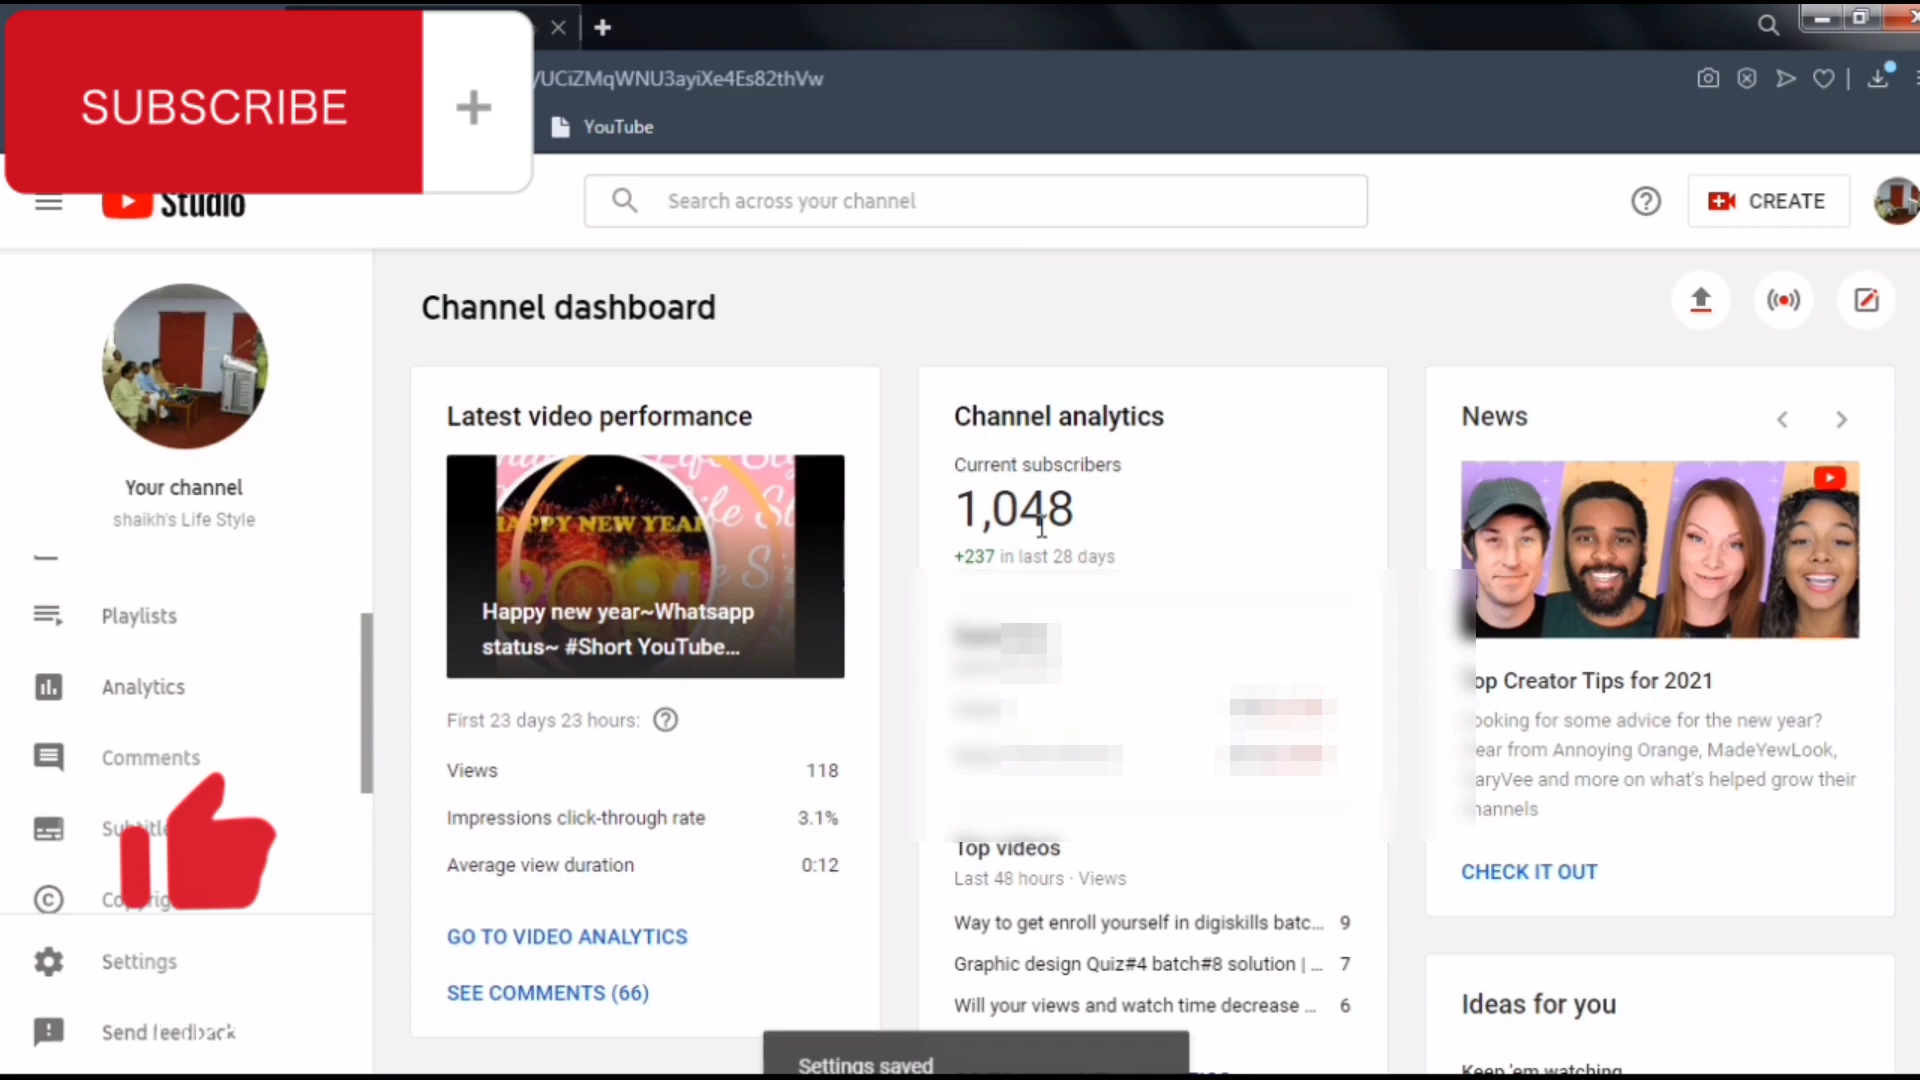 SUBSCRIBE
/UCiZMqWNU3ayiXe4Es82thVw
YouTube
Studio
Search across your channel
CREATE
Your channel
shaikh's Life Style
Playlists
Analytics
Comments
Settings
Send feedback
Channel dashboard
Latest video performance
HAPPY NEW YEAR
2021
Happy new year~Whatsapp
status~ #Short YouTube...
First 23 days 23 hours:
Views 118
Impressions click-through rate 3.1%
Average view duration 0:12
GO TO VIDEO ANALYTICS
SEE COMMENTS (66)
Channel analytics
Current subscribers
1,048
+237 in last 28 days
Top videos
Last 48 hours · Views
Way to get enroll yourself in digiskills batc... 9
Graphic design Quiz#4 batch#8 solution | ... 7
Will your views and watch time decrease ... 6
News
op Creator Tips for 2021
ooking for some advice for the new year?
ear from Annoying Orange, MadeYewLook,
aryVee and more on what's helped grow their
hannels
CHECK IT OUT
Ideas for you
Keep 'em watching
Settings saved